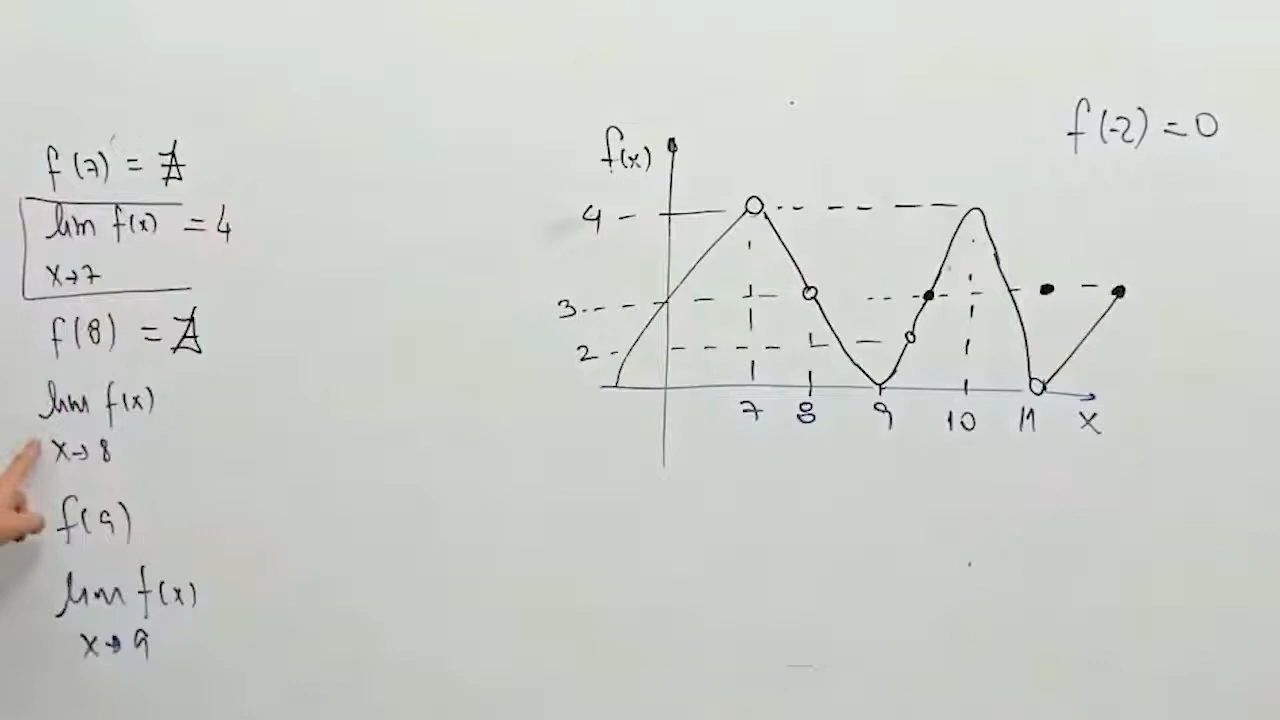 f(7) = ∄
lim f(x) = 4
x→7
f(8) = ∄
lim f(x)
x→8
f(9)
lim f(x)
x→9
f(-2) = 0
f(x)
4
3
2
7 8 9 10 11 x